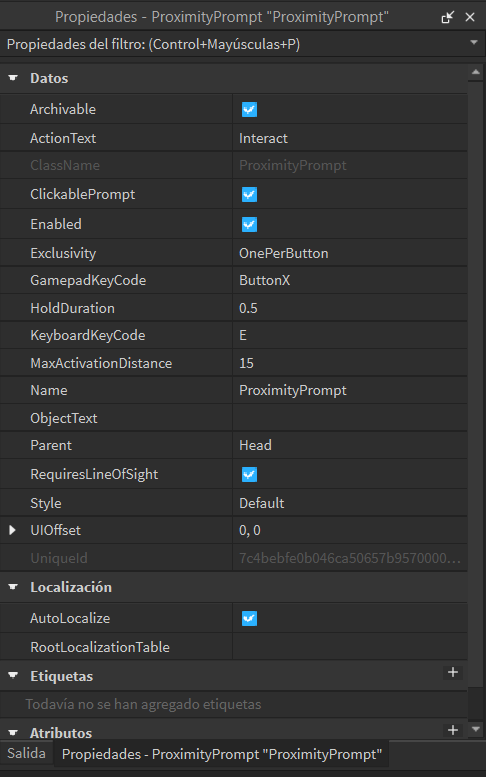 Propiedades - ProximityPrompt "ProximityPrompt"
Propiedades del filtro: (Control+Mayúsculas+P)
Datos
Archivable
ActionText Interact
ClassName ProximityPrompt
ClickablePrompt
Enabled
Exclusivity OnePerButton
GamepadKeyCode ButtonX
HoldDuration 0.5
KeyboardKeyCode E
MaxActivationDistance 15
Name ProximityPrompt
ObjectText
Parent Head
RequiresLineOfSight
Style Default
UIOffset 0, 0
UniqueId 7c4bebfe0b046ca50657b9570000...
Localización
AutoLocalize
RootLocalizationTable
Etiquetas +
Todavía no se han agregado etiquetas
Atributos +
Salida Propiedades - ProximityPrompt "ProximityPrompt"